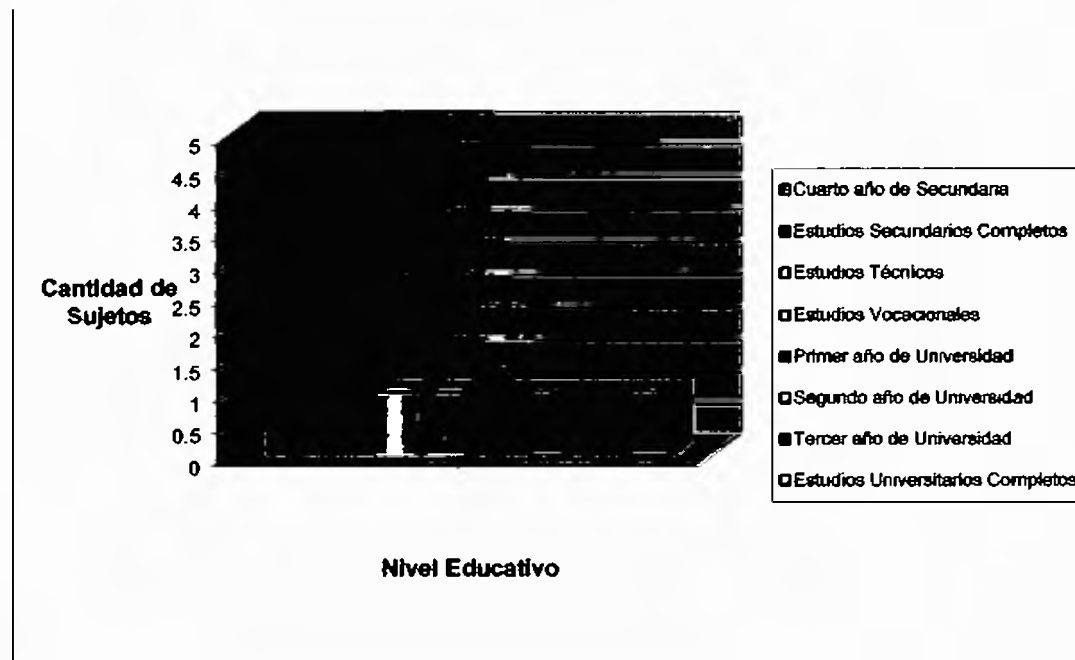 5
4.5
4
3.5
3
2.5
2
1.5
1
0.5
0
Cantidad de
Sujetos
Nivel Educativo
Cuarto año de Secundana
Estudios Secundarios Completos
Estudios Técnicos
Estudios Vocacionales
Primer año de Universidad
Segundo año de Universidad
Tercer año de Universidad
Estudios Universitarios Completos